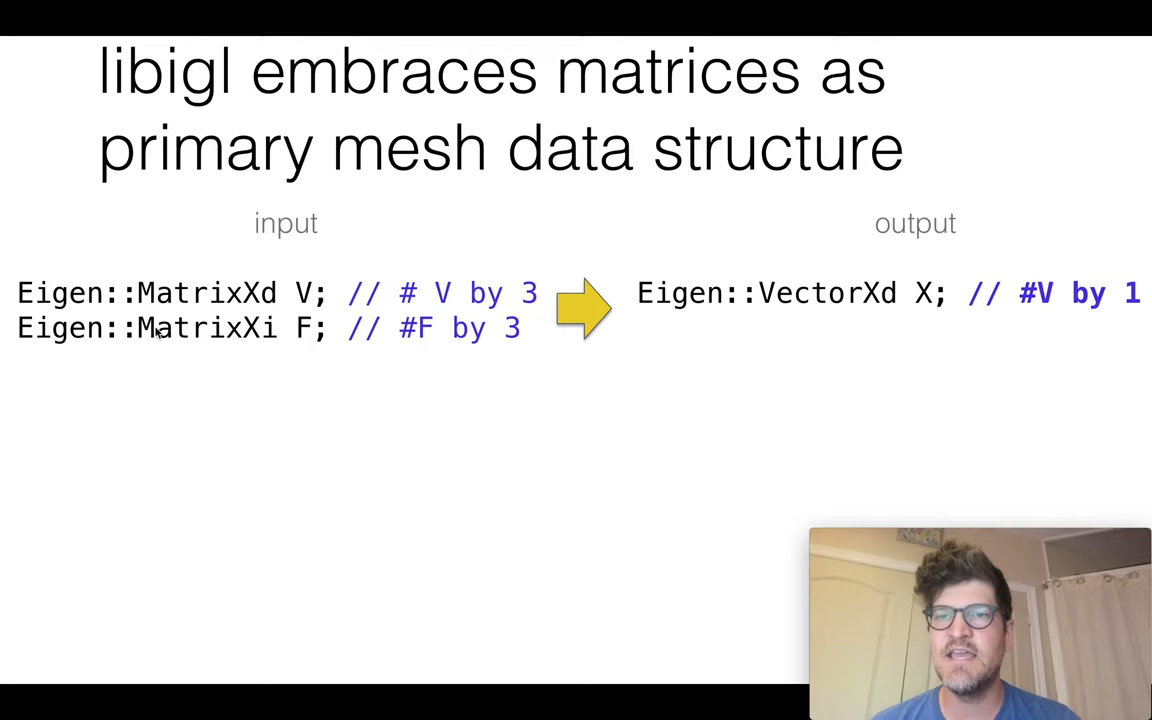 libigl embraces matrices as
primary mesh data structure
input
output
Eigen::MatrixXd V; // # V by 3
Eigen::VectorXd X; // #V by 1
Eigen::MatrixXi F; // #F by 3